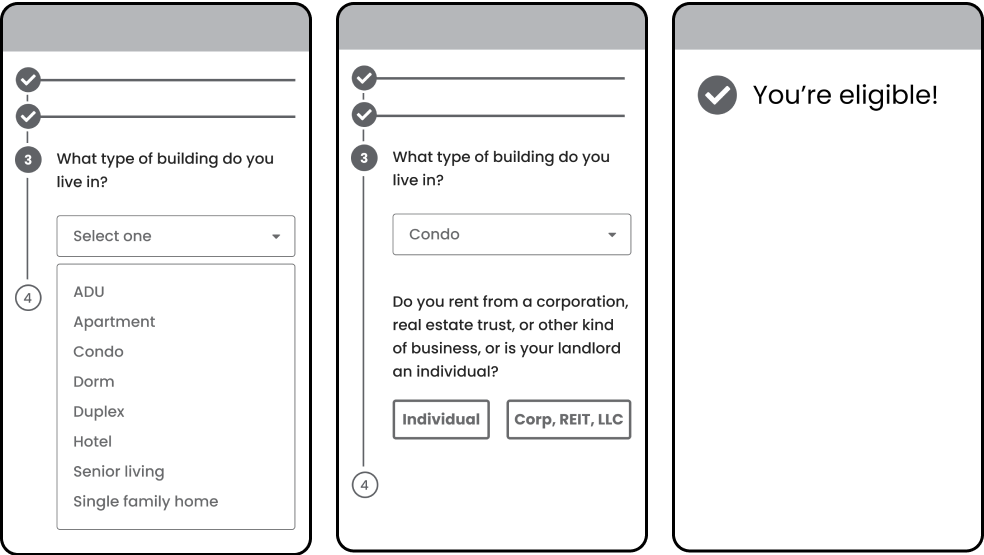 3
What type of building do you
live in?
Select one
ADU
Apartment
Condo
Dorm
Duplex
Hotel
Senior living
Single family home
4
3
What type of building do you
live in?
Condo
Do you rent from a corporation,
real estate trust, or other kind
of business, or is your landlord
an individual?
Individual
Corp, REIT, LLC
4
You’re eligible!